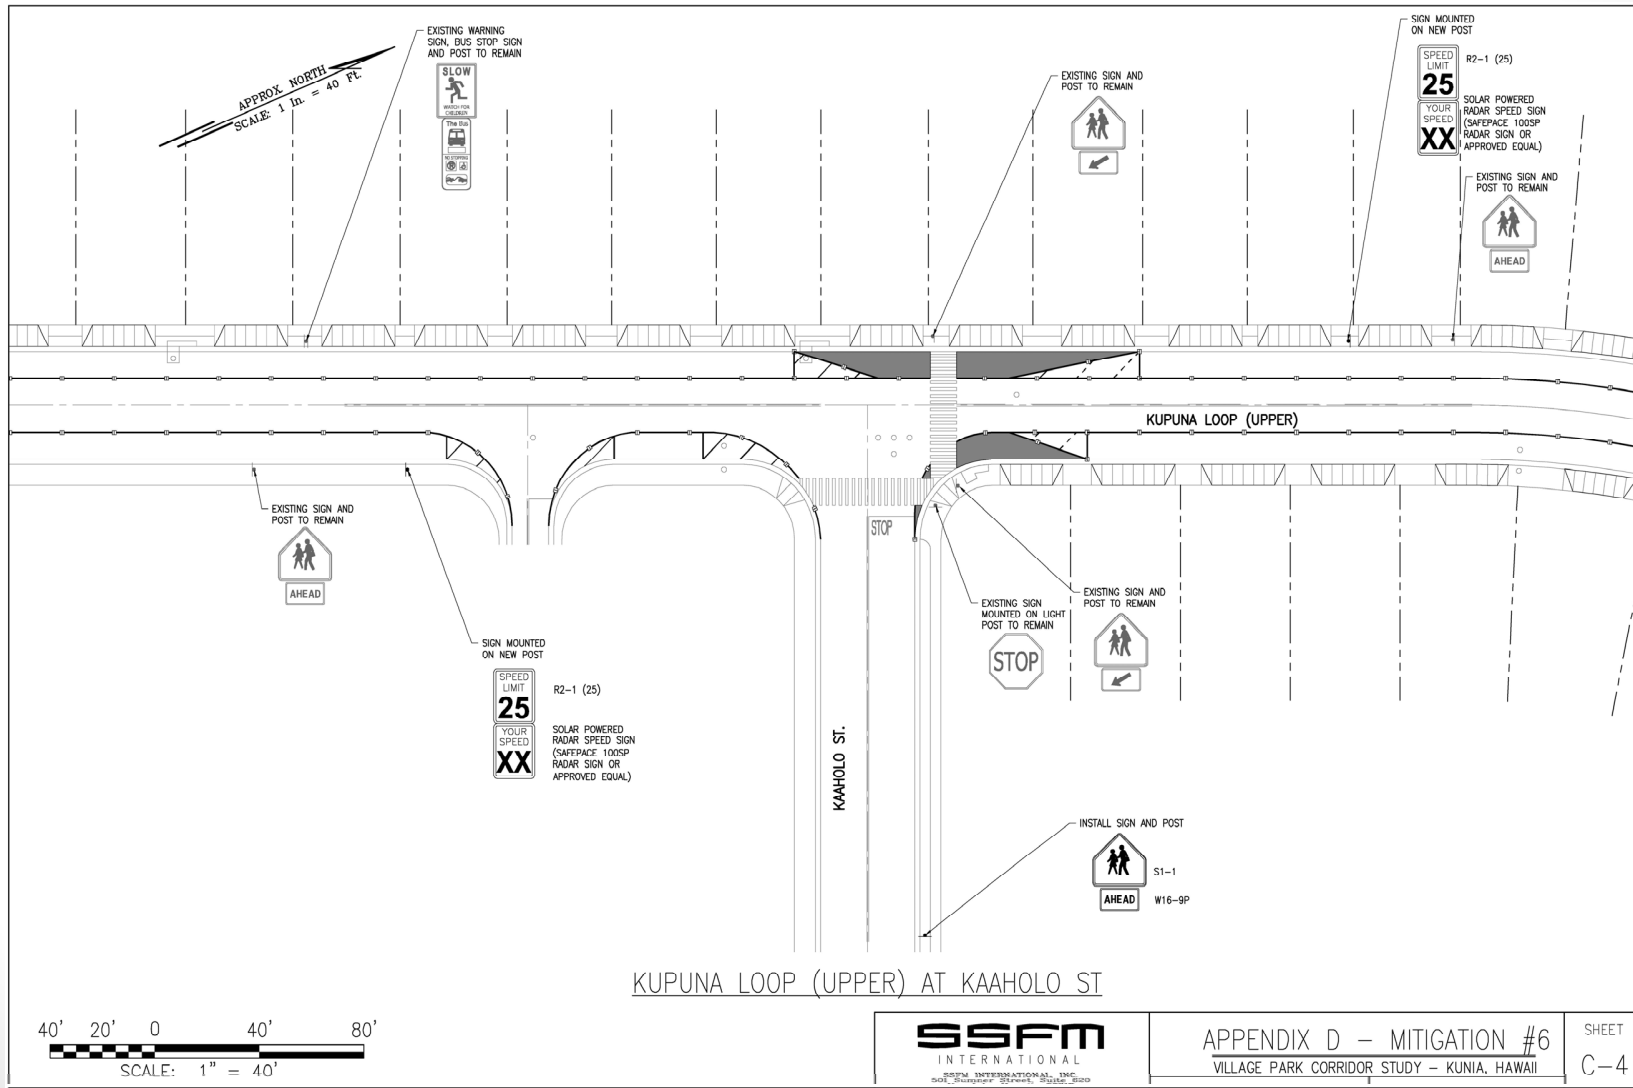 EXISTING WARNING
SIGN, BUS STOP SIGN
AND POST TO REMAIN
SLOW
WATCH FOR
CHILDREN
The Bus
NO STOPPING
APPROX NORTH
SCALE: 1 In. = 40 Ft.
EXISTING SIGN AND
POST TO REMAIN
SIGN MOUNTED
ON NEW POST
SPEED
LIMIT
25
R2-1 (25)
YOUR
SPEED
XX
SOLAR POWERED
RADAR SPEED SIGN
(SAFEPACE 100SP
RADAR SIGN OR
APPROVED EQUAL)
EXISTING SIGN AND
POST TO REMAIN
AHEAD
KUPUNA LOOP (UPPER)
EXISTING SIGN AND
POST TO REMAIN
AHEAD
STOP
SIGN MOUNTED
ON NEW POST
SPEED
LIMIT
25
R2-1 (25)
YOUR
SPEED
XX
SOLAR POWERED
RADAR SPEED SIGN
(SAFEPACE 100SP
RADAR SIGN OR
APPROVED EQUAL)
EXISTING SIGN
MOUNTED ON LIGHT
POST TO REMAIN
STOP
EXISTING SIGN AND
POST TO REMAIN
KAAHOLO ST.
INSTALL SIGN AND POST
S1-1
AHEAD
W16-9P
KUPUNA LOOP (UPPER) AT KAAHOLO ST
40' 20' 0 40' 80'
SCALE: 1" = 40'
SSFM
INTERNATIONAL
SSFM INTERNATIONAL, INC.
501 Sumner Street, Suite 620
APPENDIX D - MITIGATION #6
VILLAGE PARK CORRIDOR STUDY - KUNIA, HAWAII
SHEET
C-4